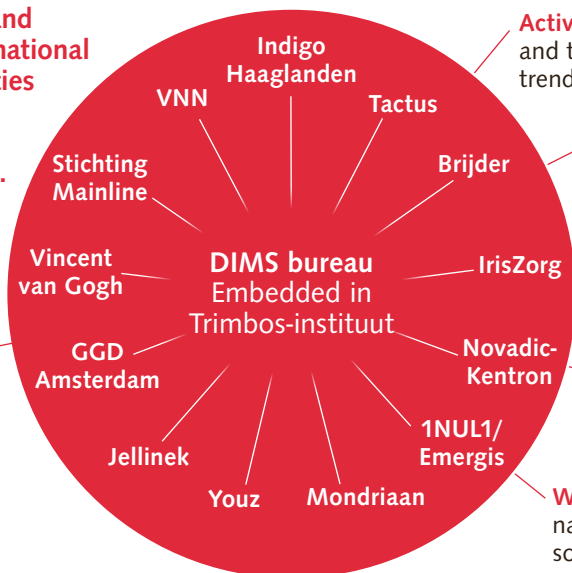 and
national
ties
.
Indigo
Haaglanden
VNN
Tactus
Stichting
Mainline
Brijder
Vincent
van Gogh
DIMS bureau
Embedded in
Trimbos-instituut
IrisZorg
GGD
Amsterdam
Novadic-
Kentron
Jellinek
1NUL1/
Emergis
Youz
Mondriaan
Activ
and t
trend
W
na
so